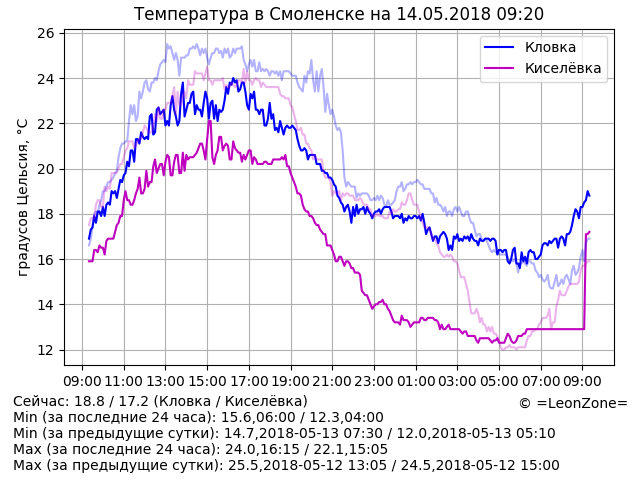 Температура в Смоленске на 14.05.2018 09:20
26
24
22
20
18
16
14
12
градусов Цельсия, °C
Кловка
Киселёвка
09:00 11:00 13:00 15:00 17:00 19:00 21:00 23:00 01:00 03:00 05:00 07:00 09:00
Сейчас: 18.8 / 17.2 (Кловка / Киселёвка)
© =LeonZone=
Min (за последние 24 часа): 15.6,06:00 / 12.3,04:00
Min (за предыдущие сутки): 14.7,2018-05-13 07:30 / 12.0,2018-05-13 05:10
Max (за последние 24 часа): 24.0,16:15 / 22.1,15:05
Max (за предыдущие сутки): 25.5,2018-05-12 13:05 / 24.5,2018-05-12 15:00